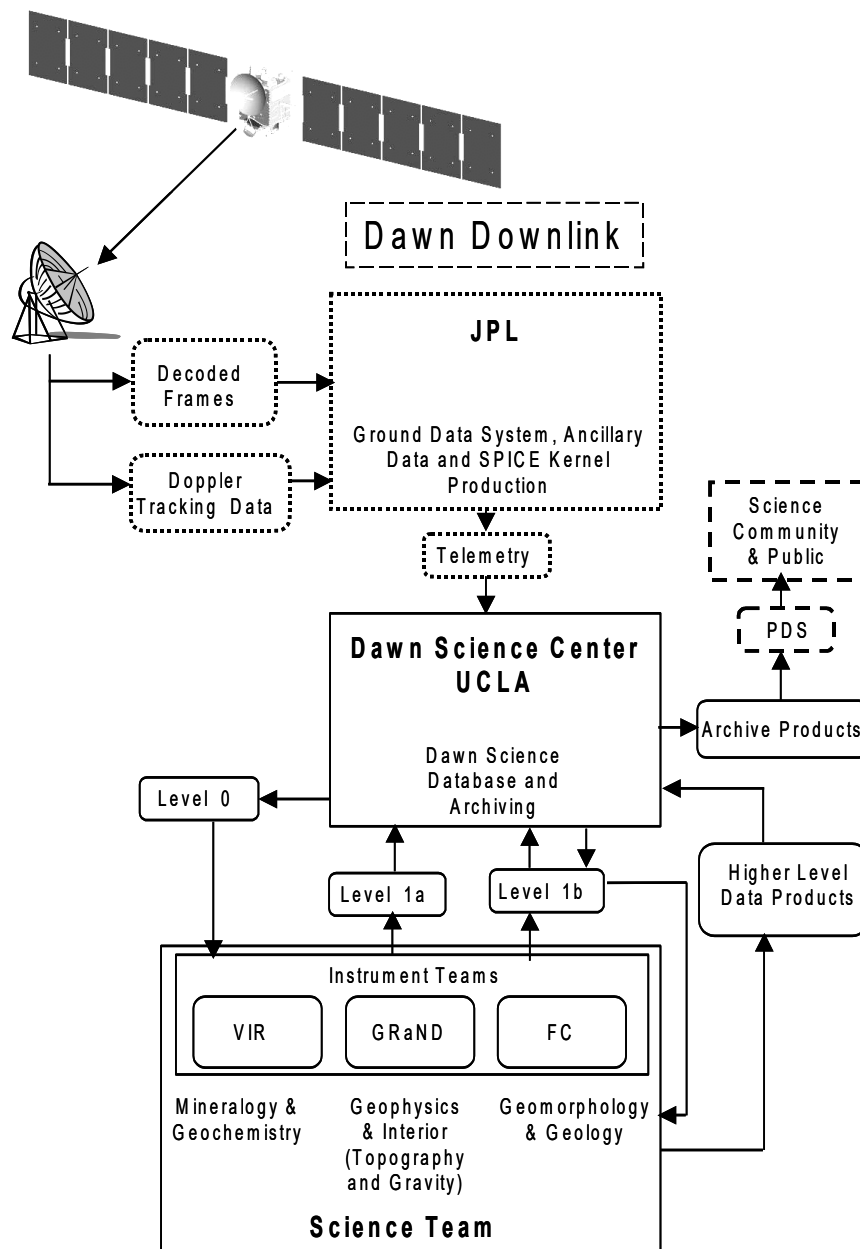 Dawn Downlink
JPL
Decoded
Frames
Ground Data System, Ancillary
Data and SPICE Kernel
Production
Doppler
Tracking Data
Science
Community
& Public
Telemetry
PDS
Dawn Science Center
UCLA
Archive Products
Dawn Science
Database and
Archiving
Level 0
Higher Level
Data Products
Level 1a
Level 1b
Instrument Teams
VIR
GRaND
FC
Mineralogy &
Geochemistry
Geophysics
& Interior
(Topography
and Gravity)
Geomorphology
& Geology
Science Team